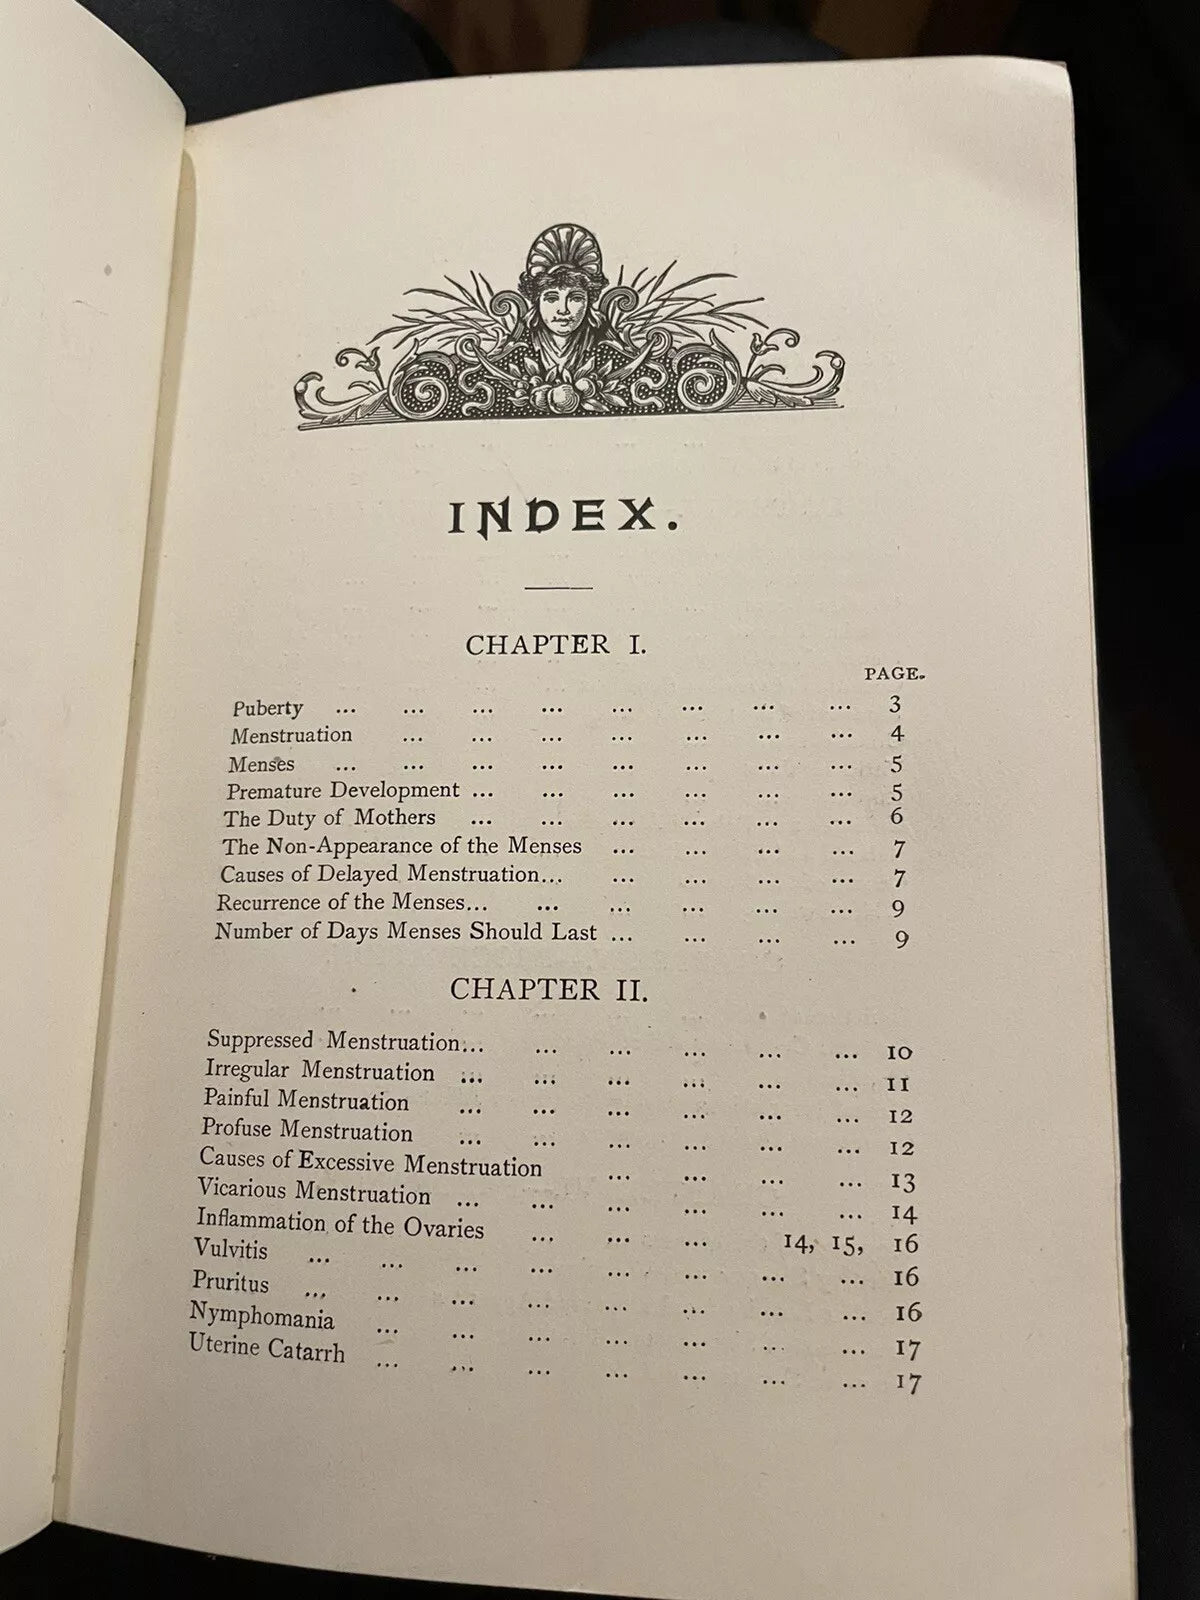 INDEX.
CHAPTER I.
PAGE.
Puberty ... ... ... ... ... ... ... ... 3
Menstruation ... ... ... ... ... ... ... 4
Menses ... ... ... ... ... ... ... ... 5
Premature Development ... ... ... ... ... ... 5
The Duty of Mothers ... ... ... ... ... ... 6
The Non-Appearance of the Menses ... ... ... ... 7
Causes of Delayed Menstruation... ... ... ... ... 7
Recurrence of the Menses... ... ... ... ... ... 9
Number of Days Menses Should Last ... ... ... ... 9
CHAPTER II.
Suppressed Menstruation... ... ... ... ... ... 10
Irregular Menstruation ... ... ... ... ... ... 11
Painful Menstruation ... ... ... ... ... ... 12
Profuse Menstruation ... ... ... ... ... ... 12
Causes of Excessive Menstruation ... ... ... ... 13
Vicarious Menstruation ... ... ... ... ... ... 14
Inflammation of the Ovaries ... ... ... 14, 15, 16
Vulvitis ... ... ... ... ... ... ... ... 16
Pruritus ... ... ... ... ... ... ... ... 16
Nymphomania ... ... ... ... ... ... ... 17
Uterine Catarrh ... ... ... ... ... ... ... 17